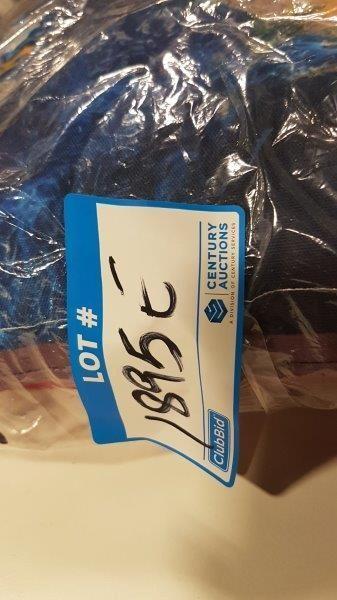 LOT #
1895 t
CENTURY
AUCTIONS
A DIVISION OF CENTURY SERVICES
ClubBid